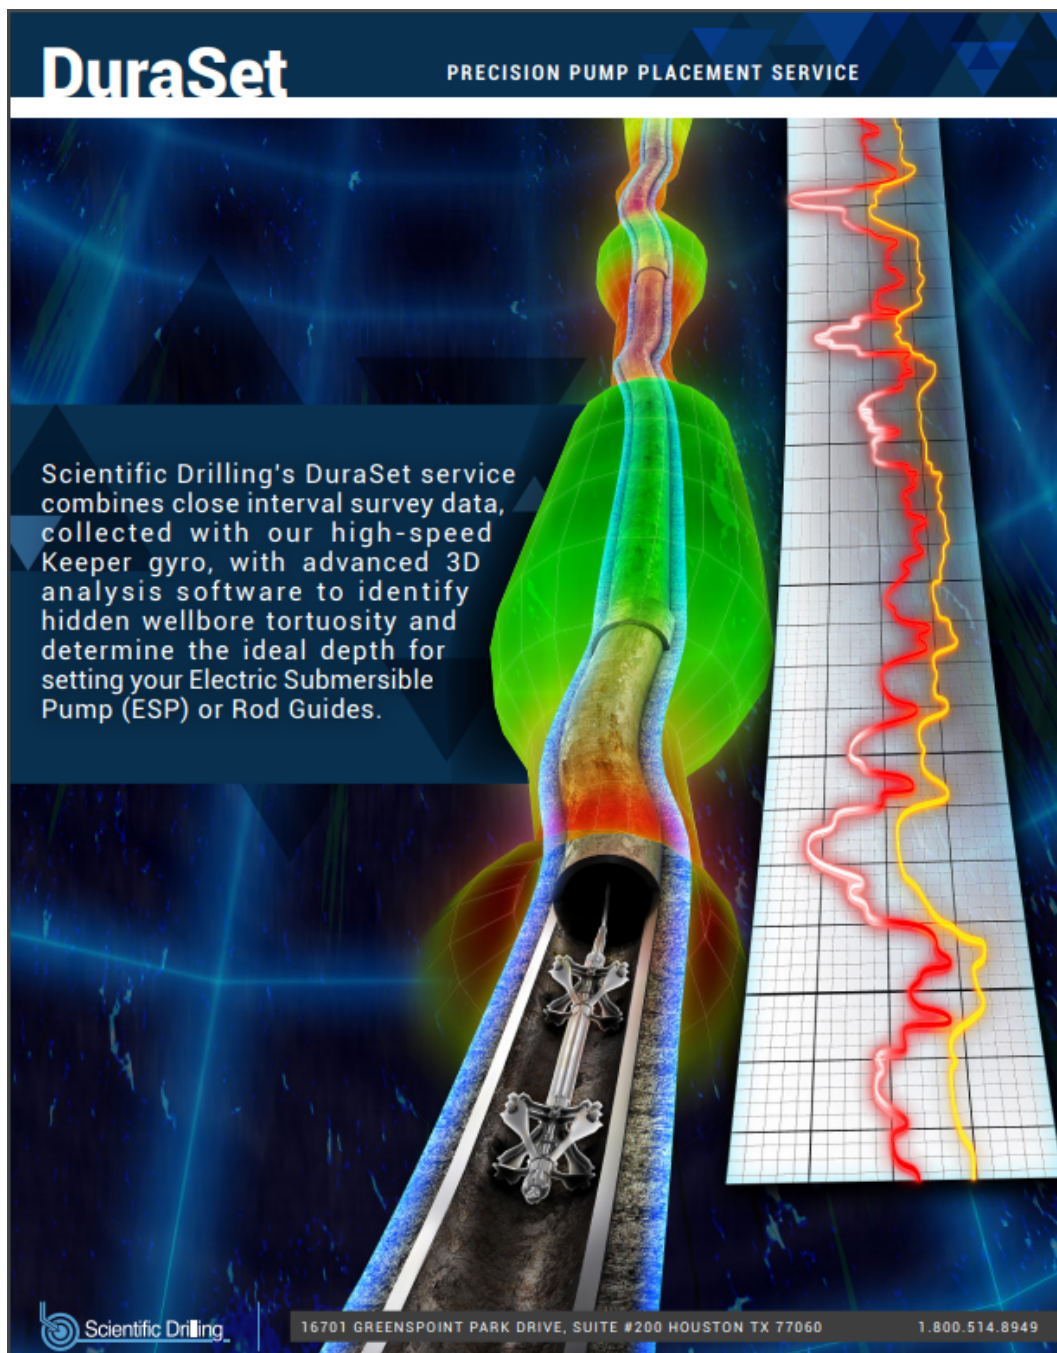 DuraSet
PRECISION PUMP PLACEMENT SERVICE
Scientific Drilling's DuraSet service
combines close interval survey data,
collected with our high-speed
Keeper gyro, with advanced 3D
analysis software to identify
hidden wellbore tortuosity and
determine the ideal depth for
setting your Electric Submersible
Pump (ESP) or Rod Guides.
Scientific Drilling
16701 GREENSPOINT PARK DRIVE, SUITE #200 HOUSTON TX 77060
1.800.514.8949